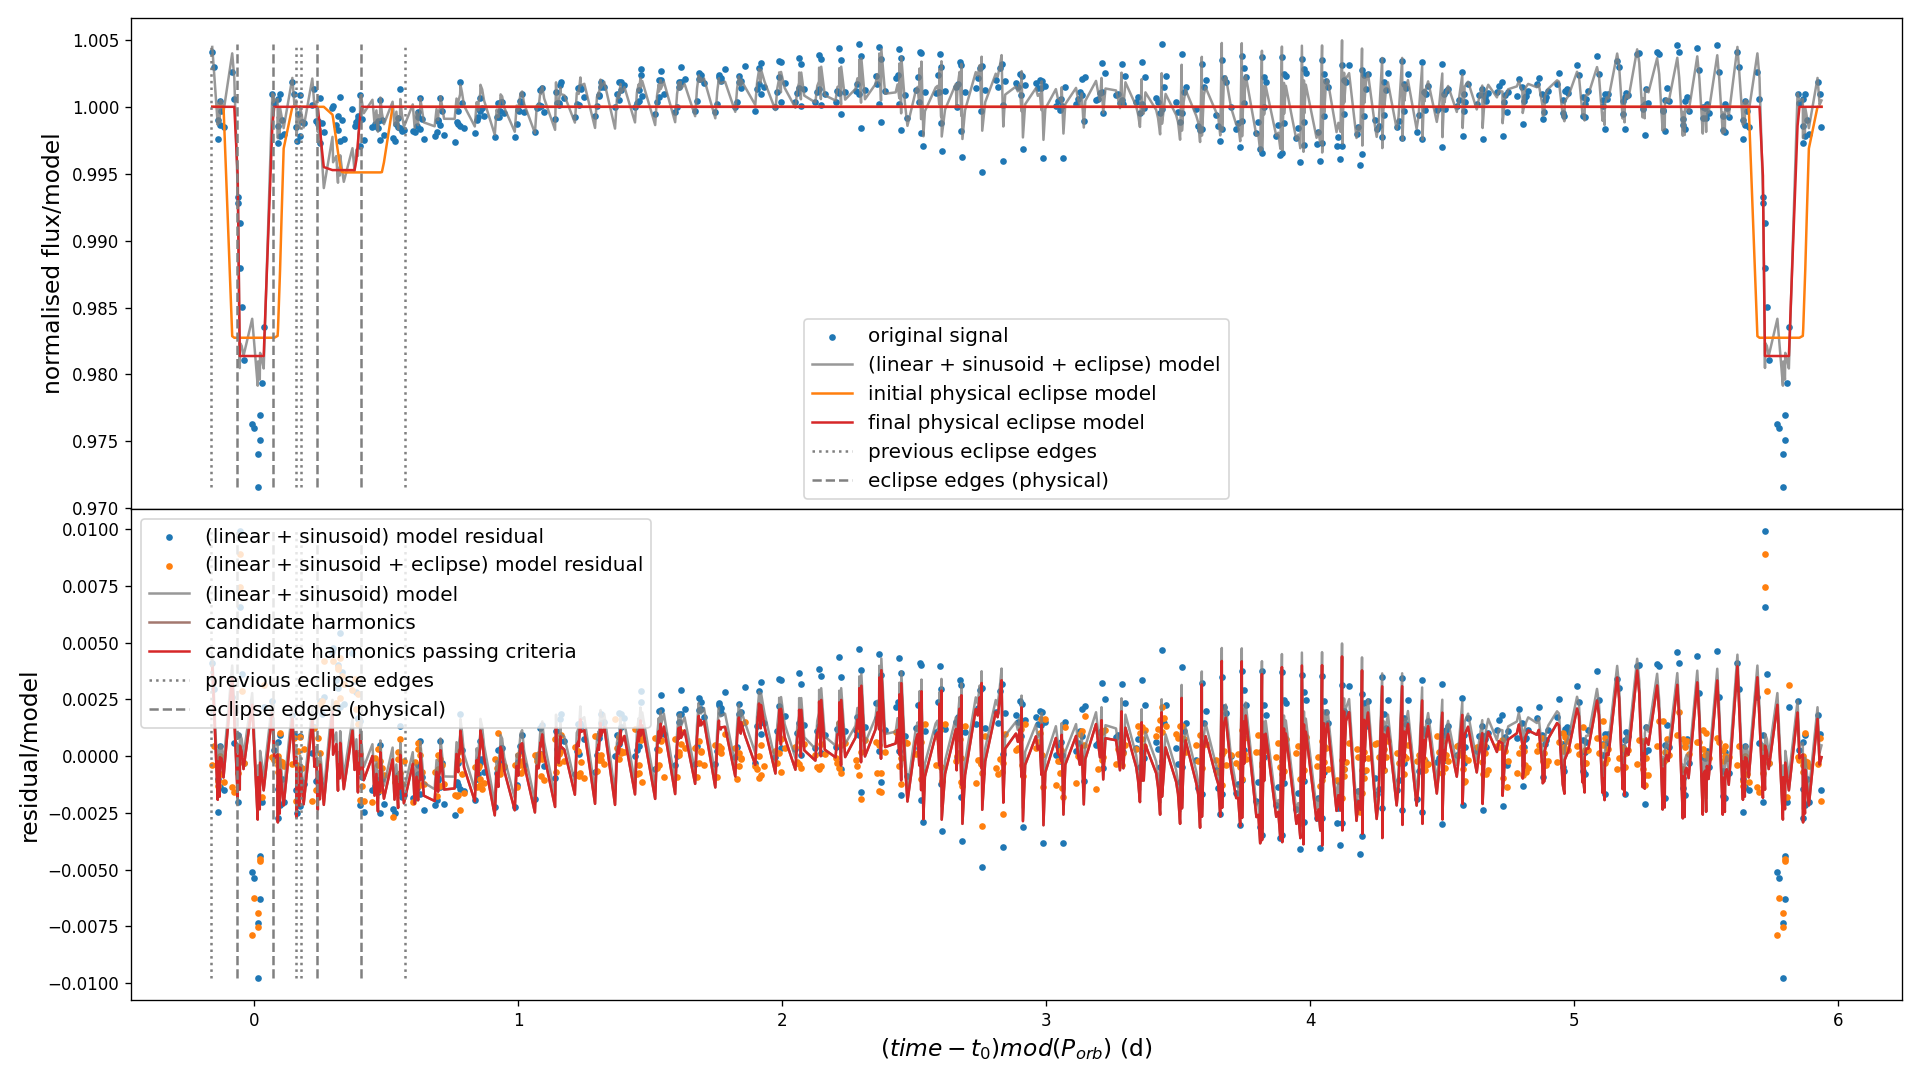 normalised flux/model
1.005
1.000
0.995
0.990
0.985
0.980
0.975
0.970
original signal
(linear + sinusoid + eclipse) model
initial physical eclipse model
final physical eclipse model
previous eclipse edges
eclipse edges (physical)
residual/model
0.0100
0.0075
0.0050
0.0025
0.0000
−0.0025
−0.0050
−0.0075
−0.0100
(linear + sinusoid) model residual
(linear + sinusoid + eclipse) model residual
(linear + sinusoid) model
candidate harmonics
candidate harmonics passing criteria
previous eclipse edges
eclipse edges (physical)
0 1 2 3 4 5 6
(time − t₀)mod(P_orb) (d)